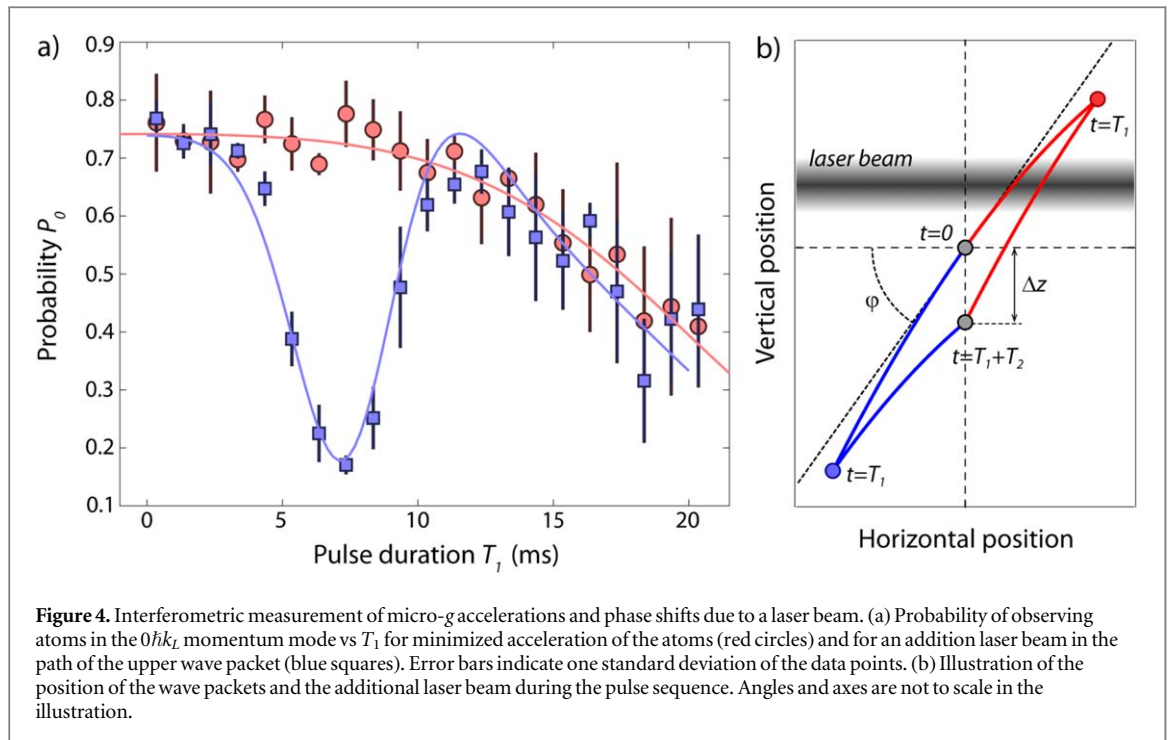 a)
0.9
0.8
0.7
0.6
0.5
0.4
0.3
0.2
0.1
Probability P₀
0
5
10
15
20
Pulse duration T₁ (ms)
b)
laser beam
t=T₁
t=0
Δz
φ
t=T₁+T₂
t=T₁
Vertical position
Horizontal position
Figure 4. Interferometric measurement of micro-g accelerations and phase shifts due to a laser beam. (a) Probability of observing
atoms in the 0ℏk_L momentum mode vs T₁ for minimized acceleration of the atoms (red circles) and for an addition laser beam in the
path of the upper wave packet (blue squares). Error bars indicate one standard deviation of the data points. (b) Illustration of the
position of the wave packets and the additional laser beam during the pulse sequence. Angles and axes are not to scale in the
illustration.